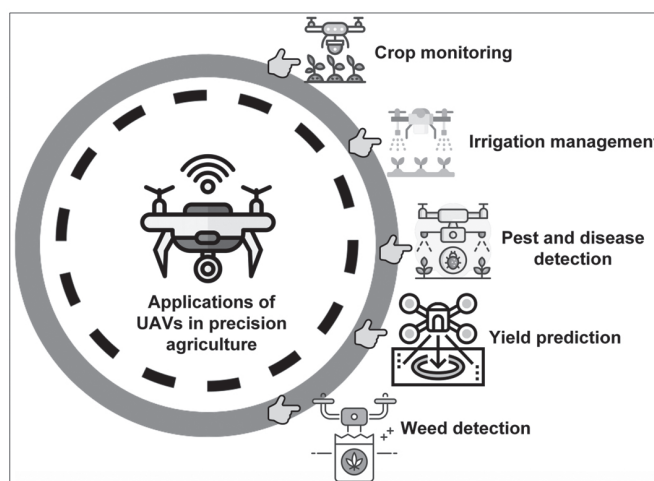 Crop monitoring
Irrigation management
Pest and disease
detection
Applications of
UAVs in precision
agriculture
Yield prediction
Weed detection